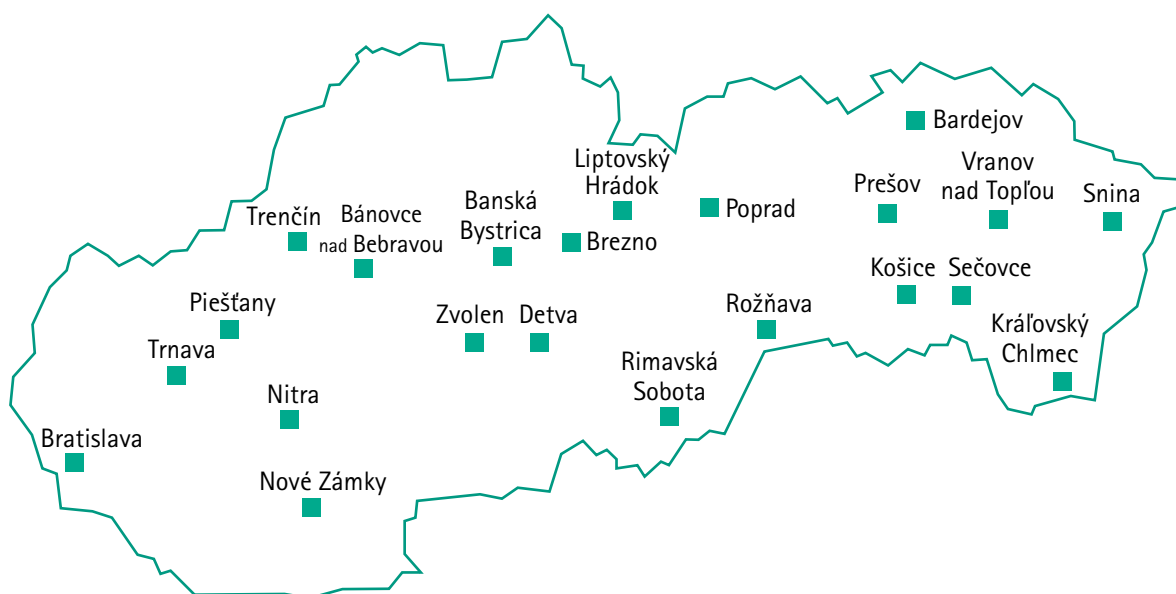 Bardejov
Liptovský
Hrádok
Vranov
nad Topľou
Prešov
Snina
Poprad
Trenčín
Bánovce
nad Bebravou
Banská
Bystrica
Brezno
Košice
Sečovce
Piešťany
Zvolen
Detva
Rožňava
Kráľovský
Chlmec
Trnava
Rimavská
Sobota
Nitra
Bratislava
Nové Zámky